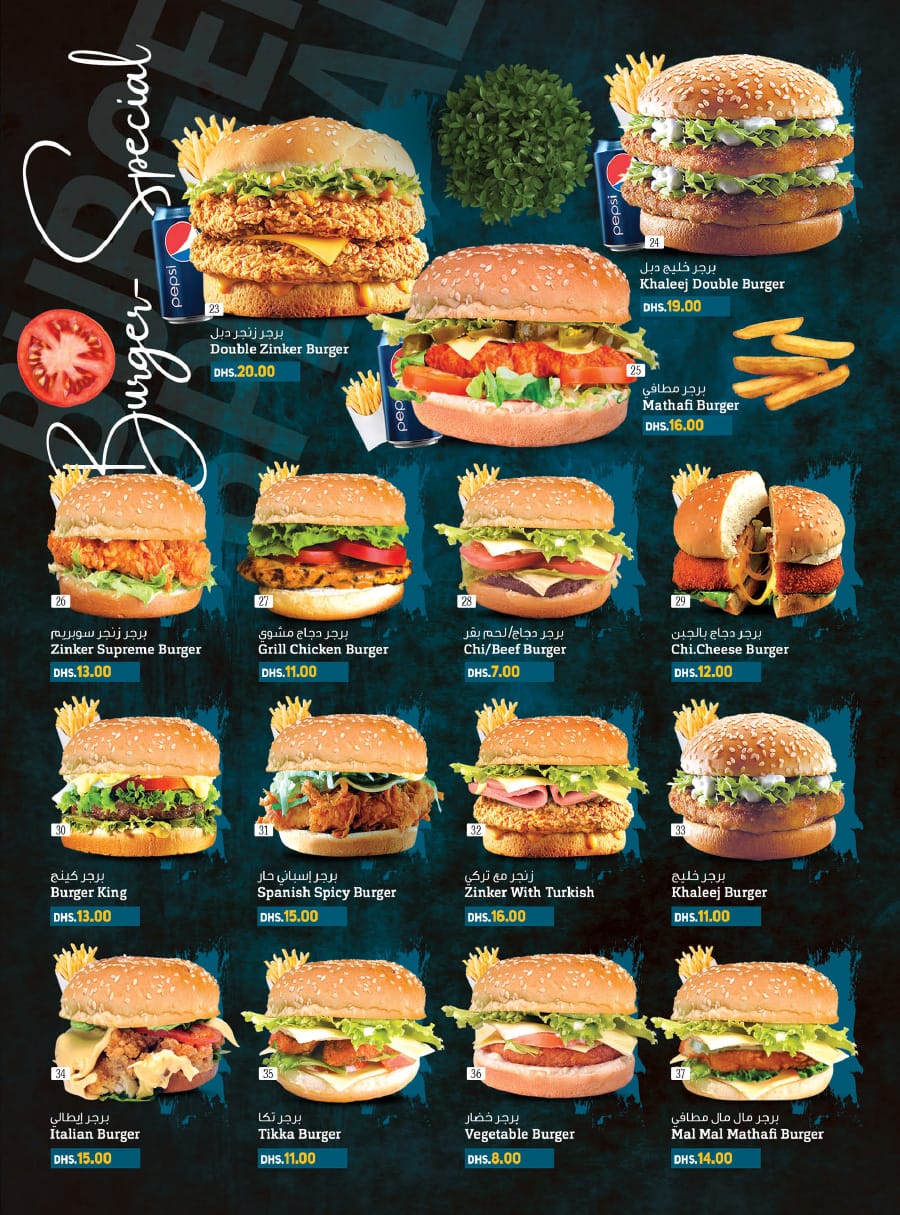 BURGER
SPECIAL
Burger- Special
pepsi
23
برجر زنجر دبل
Double Zinker Burger
DHS.20.00
pepsi
24
برجر خليج دبل
Khaleej Double Burger
DHS.19.00
pep
25
برجر مطافي
Mathafi Burger
DHS.16.00
26
برجر زنجر سوبريم
Zinker Supreme Burger
DHS.13.00
27
برجر دجاج مشوي
Grill Chicken Burger
DHS.11.00
28
برجر دجاج/لحم بقر
Chi/Beef Burger
DHS.7.00
29
برجر دجاج بالجبن
Chi.Cheese Burger
DHS.12.00
30
برجر كينج
Burger King
DHS.13.00
31
برجر إسباني حار
Spanish Spicy Burger
DHS.15.00
32
زنجر مع تركي
Zinker With Turkish
DHS.16.00
33
برجر خليج
Khaleej Burger
DHS.11.00
34
برجر إيطالي
Italian Burger
DHS.15.00
35
برجر تكا
Tikka Burger
DHS.11.00
36
برجر خضار
Vegetable Burger
DHS.8.00
37
برجر مال مال مطافي
Mal Mal Mathafi Burger
DHS.14.00